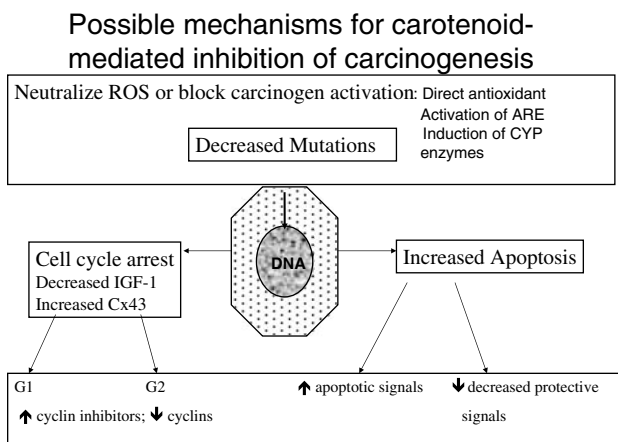 Possible mechanisms for carotenoid-
mediated inhibition of carcinogenesis
Neutralize ROS or block carcinogen activation: Direct antioxidant
Activation of ARE
Induction of CYP
enzymes
Decreased Mutations
DNA
Cell cycle arrest
Decreased IGF-1
Increased Cx43
Increased Apoptosis
G1 G2
↑ cyclin inhibitors; ↓ cyclins
↑ apoptotic signals
↓ decreased protective
signals